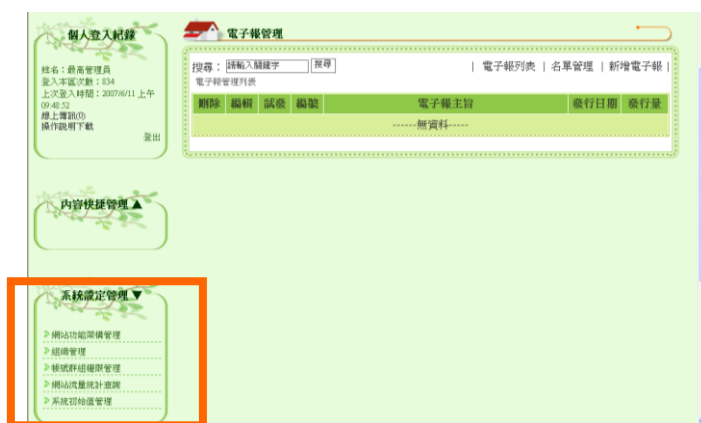 個人登入紀錄
姓名：最高管理員
登入本區次數：834
上次登入時間：2007/6/11 上午
09:40:52
線上簡訊(0)
操作說明下載
登出
內容快捷管理▲
系統設定管理▼
網站功能架構管理
組織管理
帳號群組權限管理
網站流量統計查詢
系統初始值管理
電子報管理
搜尋：請輸入關鍵字 搜尋 | 電子報列表 | 名單管理 | 新增電子報 |
電子報管理列表
刪除 編輯 試發 編號 電子報主旨 發行日期 發行量
------無資料-----